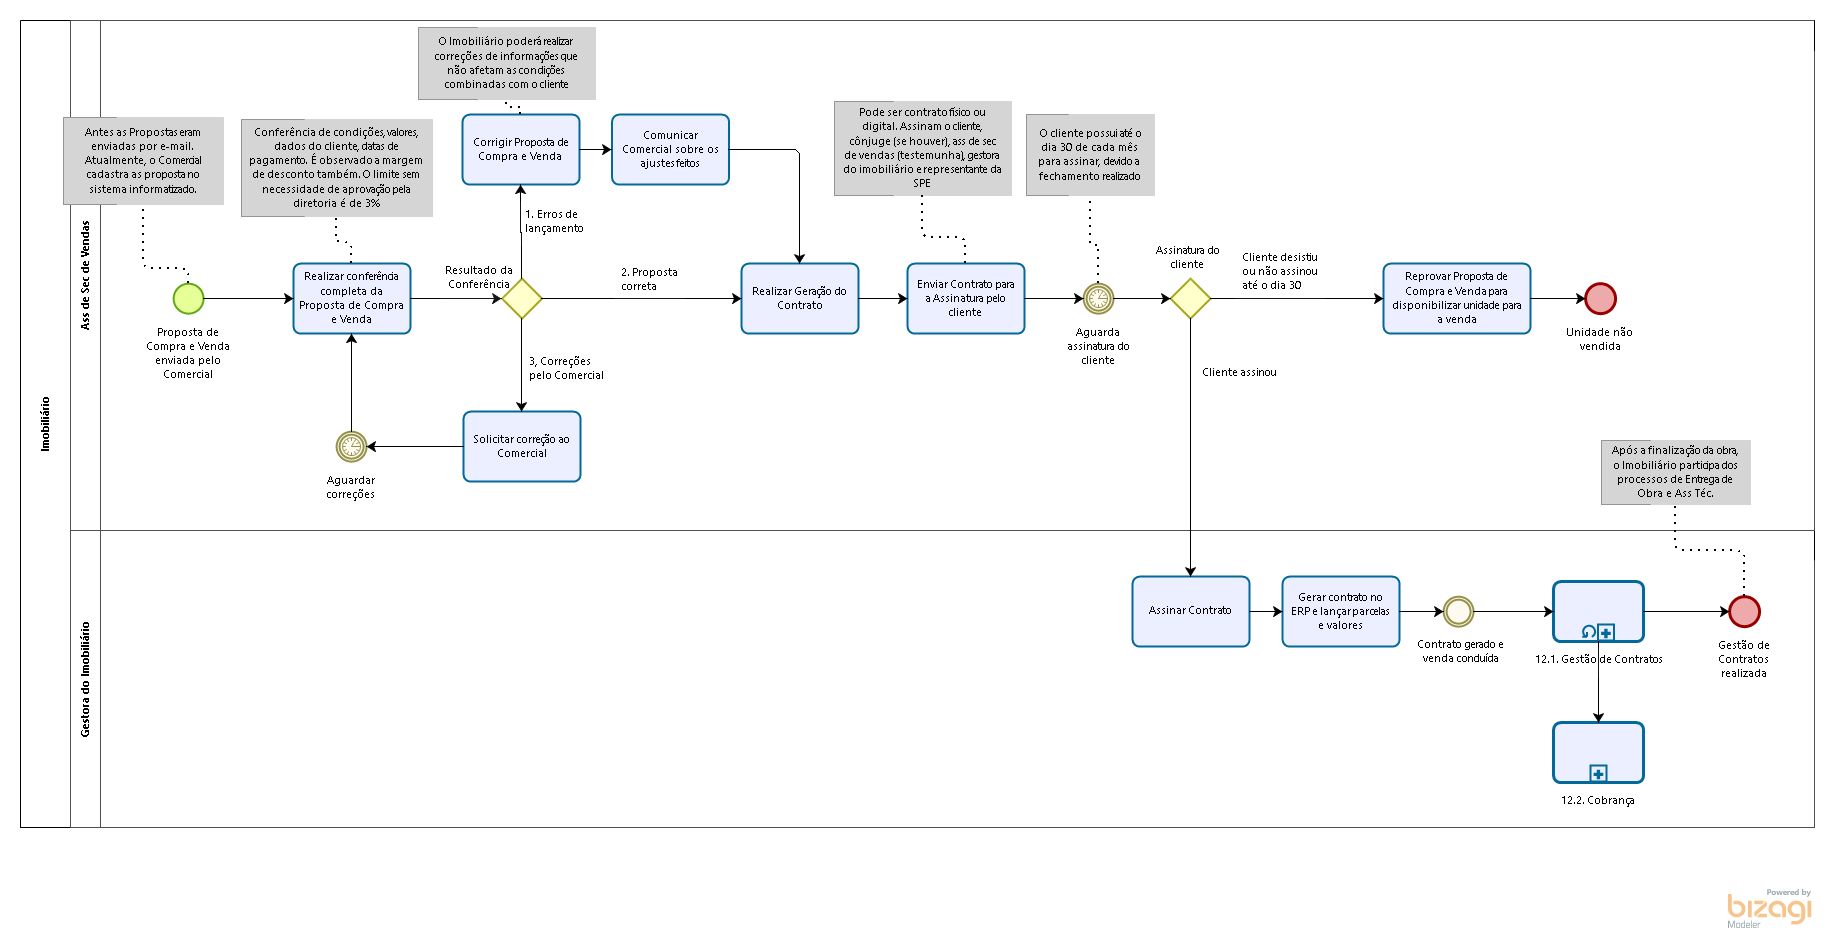 Imobiliário
Ass de Sec de Vendas
Gestora do Imobiliário
Antes as Propostas eram
enviadas por e-mail.
Atualmente, o Comercial
cadastra as proposta no
sistema informatizado.
Proposta de
Compra e Venda
enviada pelo
Comercial
Conferência de condições, valores,
dados do cliente, datas de
pagamento. É observado a margem
de desconto também. O limite sem
necessidade de aprovação pela
diretoria é de 3%
Realizar conferência
completa da
Proposta de Compra
e Venda
Resultado da
Conferência
O Imobiliário poderá realizar
correções de informações que
não afetam as condições
combinadas com o cliente
Corrigir Proposta de
Compra e Venda
Comunicar
Comercial sobre os
ajustes feitos
1. Erros de
lançamento
2. Proposta
correta
3, Correções
pelo Comercial
Solicitar correção ao
Comercial
Aguardar
correções
Realizar Geração do
Contrato
Pode ser contrato físico ou
digital. Assinam o cliente,
cônjuge (se houver), ass de sec
de vendas (testemunha), gestora
do imobiliário e representante da
SPE
Enviar Contrato para
a Assinatura pelo
cliente
O cliente possui até o
dia 30 de cada mês
para assinar, devido a
fechamento realizado
Aguarda
assinatura do
cliente
Assinatura do
cliente
Cliente desistiu
ou não assinou
até o dia 30
Reprovar Proposta de
Compra e Venda para
disponibilizar unidade para
a venda
Unidade não
vendida
Cliente assinou
Assinar Contrato
Gerar contrato no
ERP e lançar parcelas
e valores
Contrato gerado e
venda concluída
12.1. Gestão de Contratos
12.2. Cobrança
Após a finalização da obra,
o Imobiliário participa dos
processos de Entrega de
Obra e Ass Téc.
Gestão de
Contratos
realizada
Powered by
bizagi
Modeler